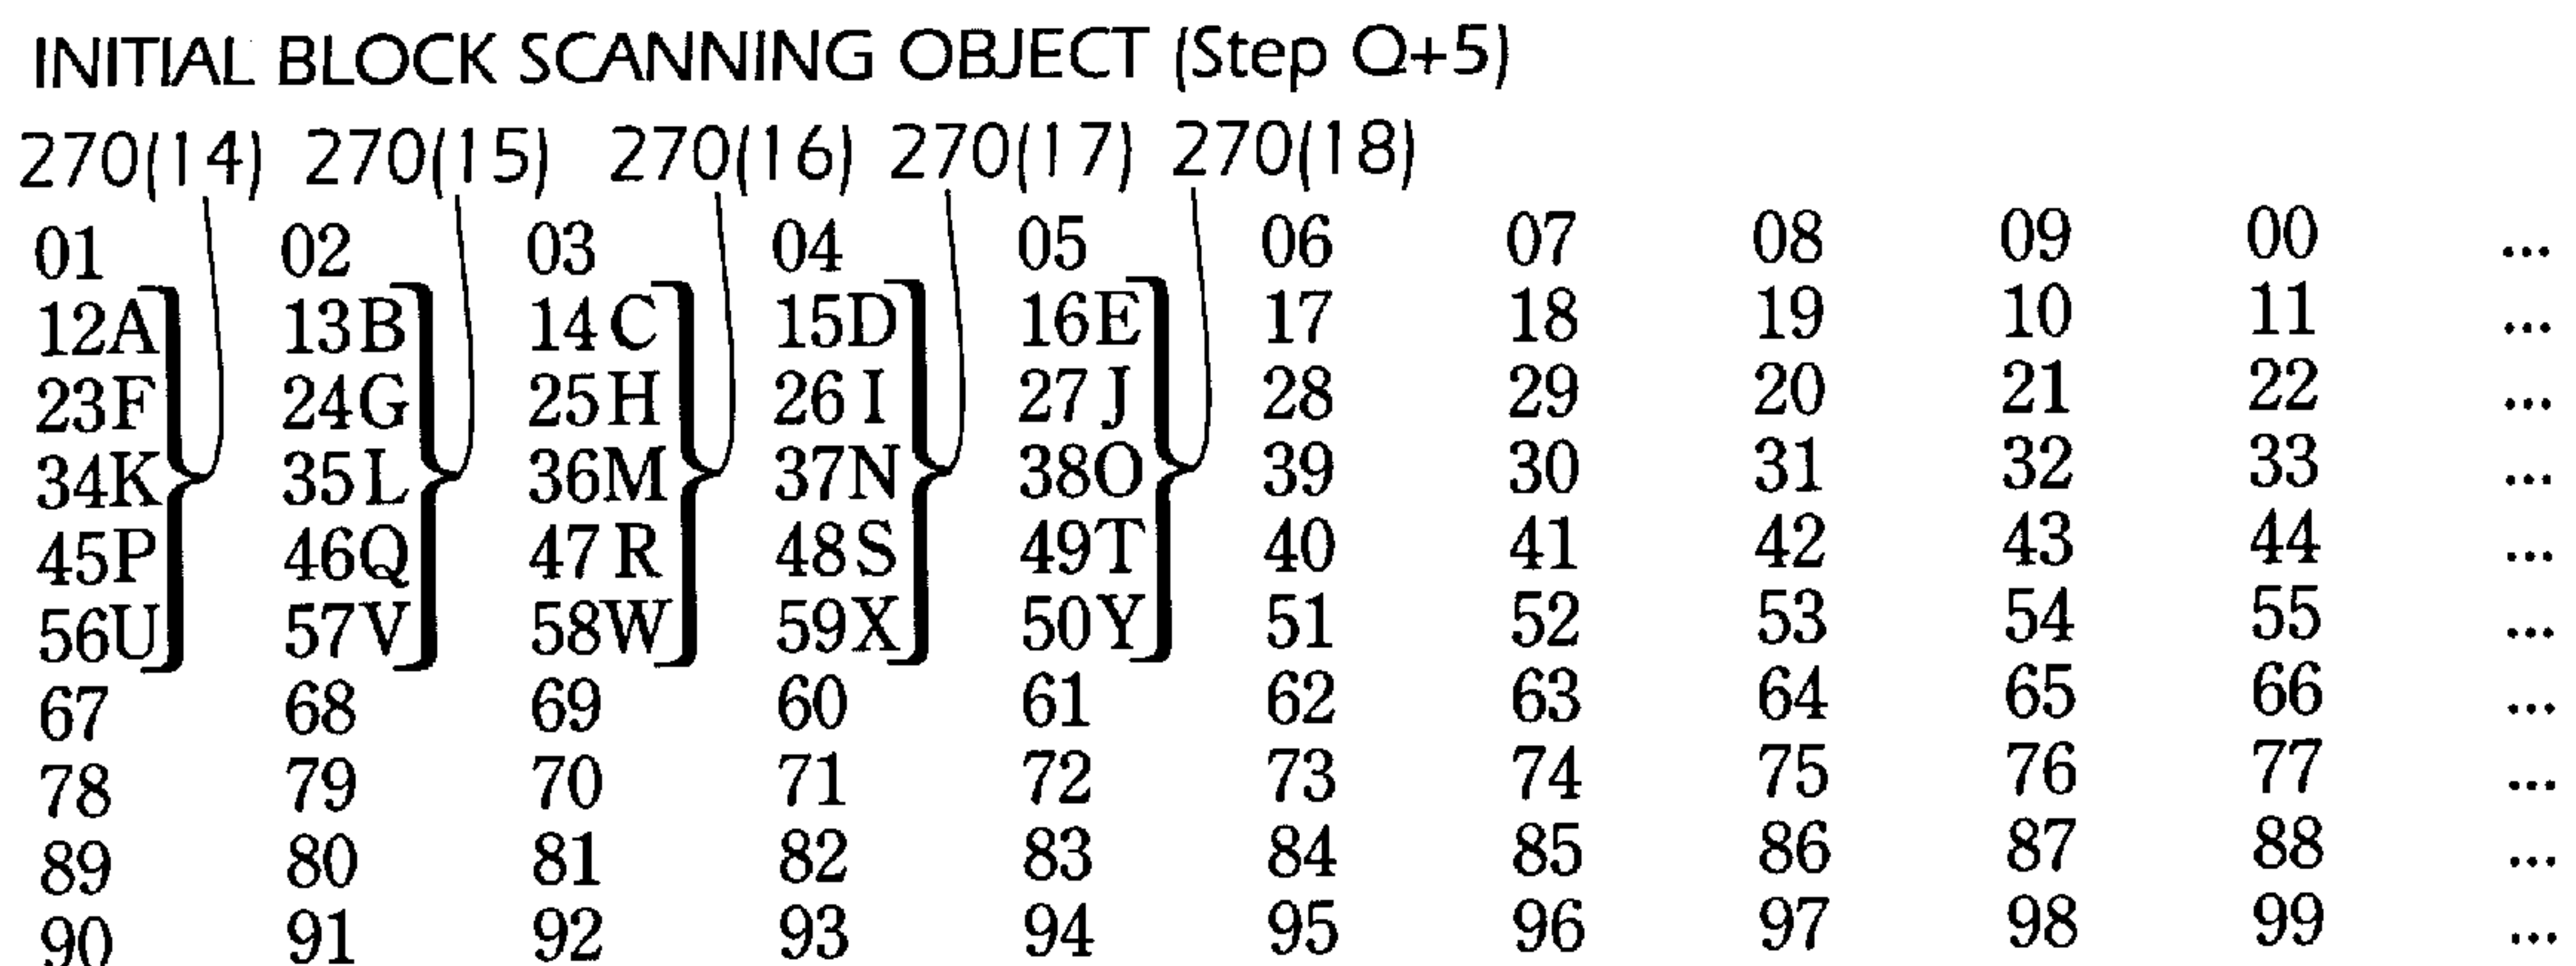 INITIAL BLOCK SCANNING OBJECT (Step Q+5)
270(14) 270(15) 270(16) 270(17) 270(18)
01 02 03 04 05 06 07 08 09 00 ...
12A 13B 14C 15D 16E 17 18 19 10 11 ...
23F 24G 25H 26I 27J 28 29 20 21 22 ...
34K 35L 36M 37N 38O 39 30 31 32 33 ...
45P 46Q 47R 48S 49T 40 41 42 43 44 ...
56U 57V 58W 59X 50Y 51 52 53 54 55 ...
67 68 69 60 61 62 63 64 65 66 ...
78 79 70 71 72 73 74 75 76 77 ...
89 80 81 82 83 84 85 86 87 88 ...
90 91 92 93 94 95 96 97 98 99 ...